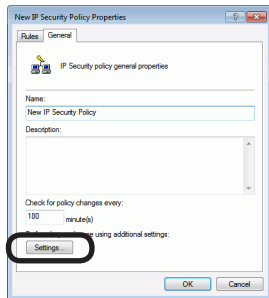 New IP Security Policy Properties
Rules
General
IP Security policy general properties
Name:
New IP Security Policy
Description:
Check for policy changes every:
180
minute(s)
using additional settings:
Settings...
OK
Cancel